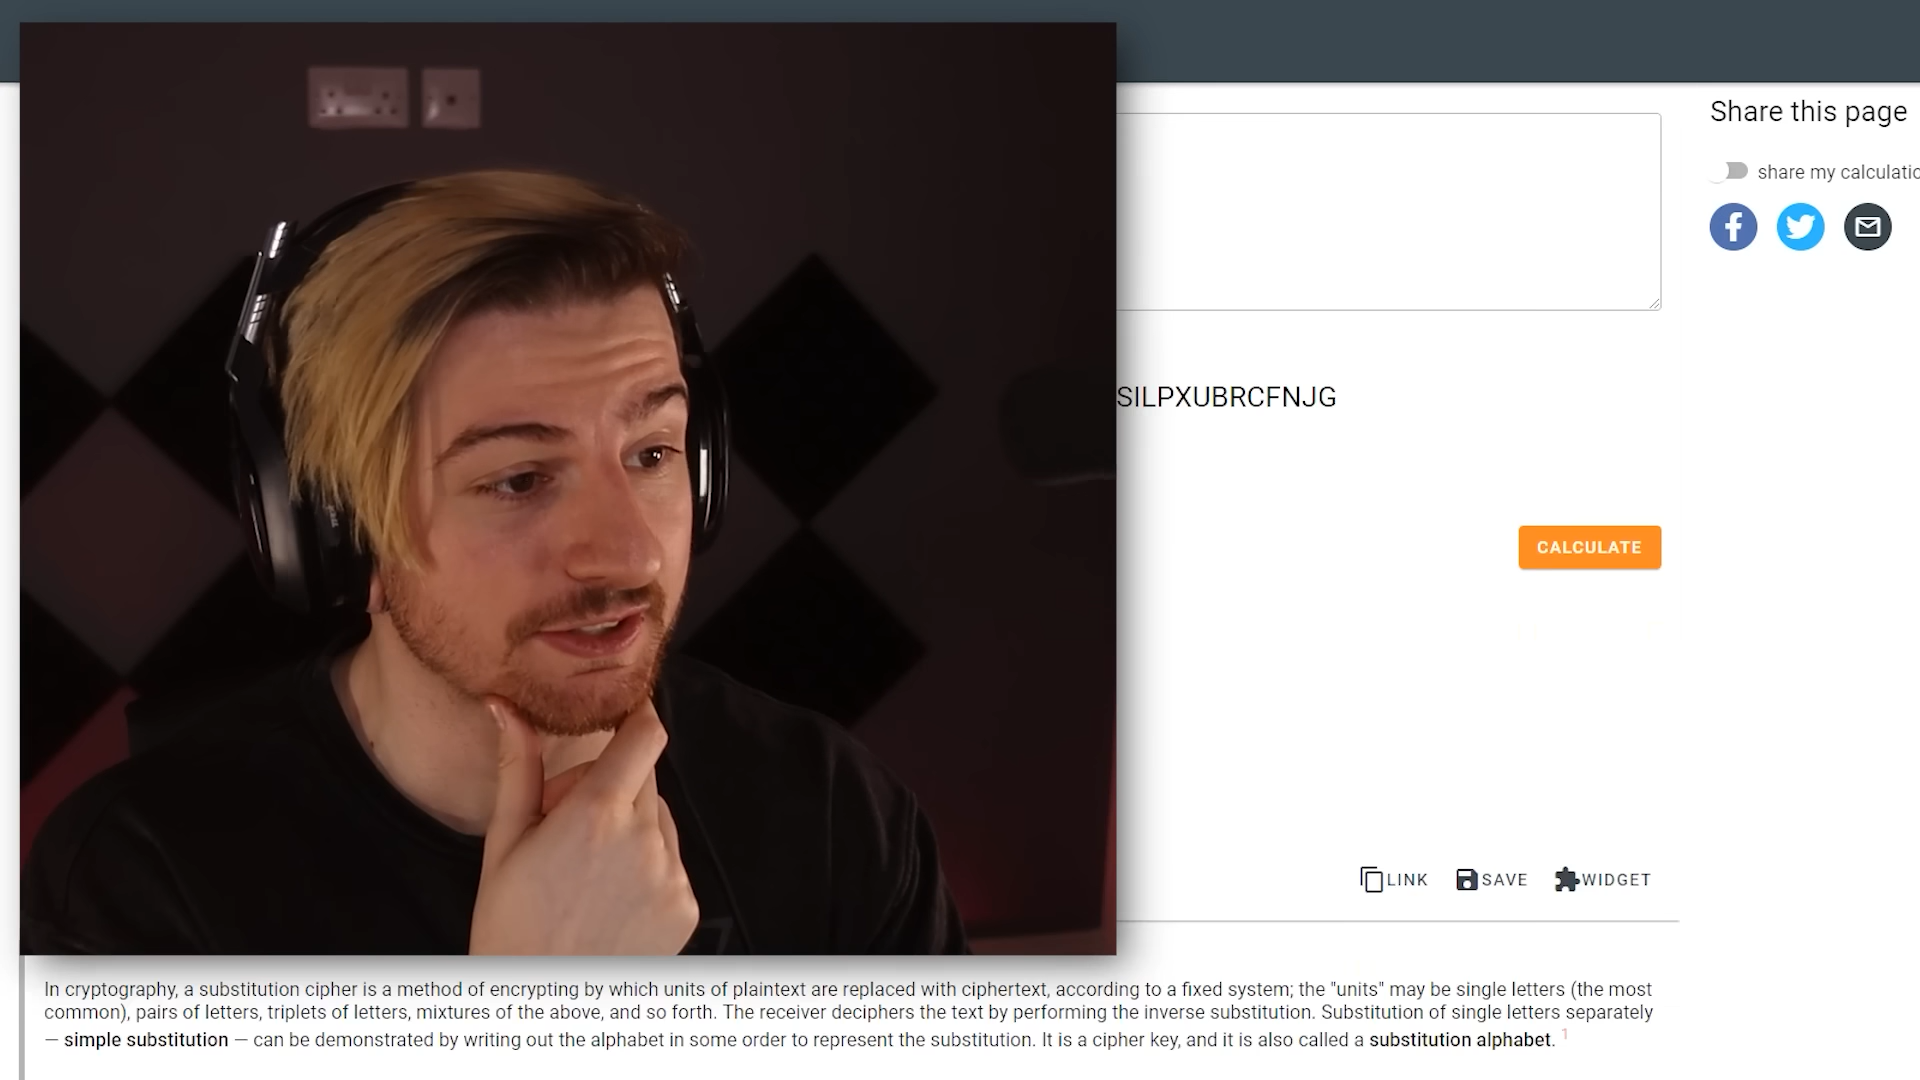 Share this page
share my calculatio
SILPXUBRCFNJG
CALCULATE
LINK SAVE WIDGET
In cryptography, a substitution cipher is a method of encrypting by which units of plaintext are replaced with ciphertext, according to a fixed system; the "units" may be single letters (the most
common), pairs of letters, triplets of letters, mixtures of the above, and so forth. The receiver deciphers the text by performing the inverse substitution. Substitution of single letters separately
— simple substitution — can be demonstrated by writing out the alphabet in some order to represent the substitution. It is a cipher key, and it is also called a substitution alphabet. 1